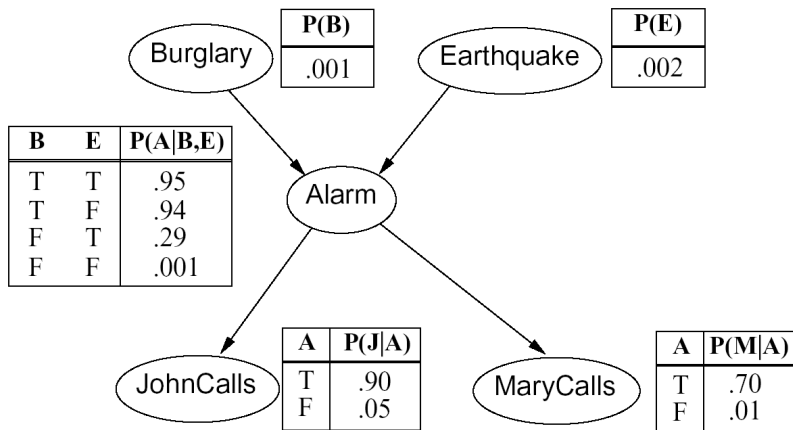 Burglary
P(B)
.001
Earthquake
P(E)
.002
B E P(A|B,E)
T T .95
T F .94
F T .29
F F .001
Alarm
JohnCalls
A P(J|A)
T .90
F .05
MaryCalls
A P(M|A)
T .70
F .01